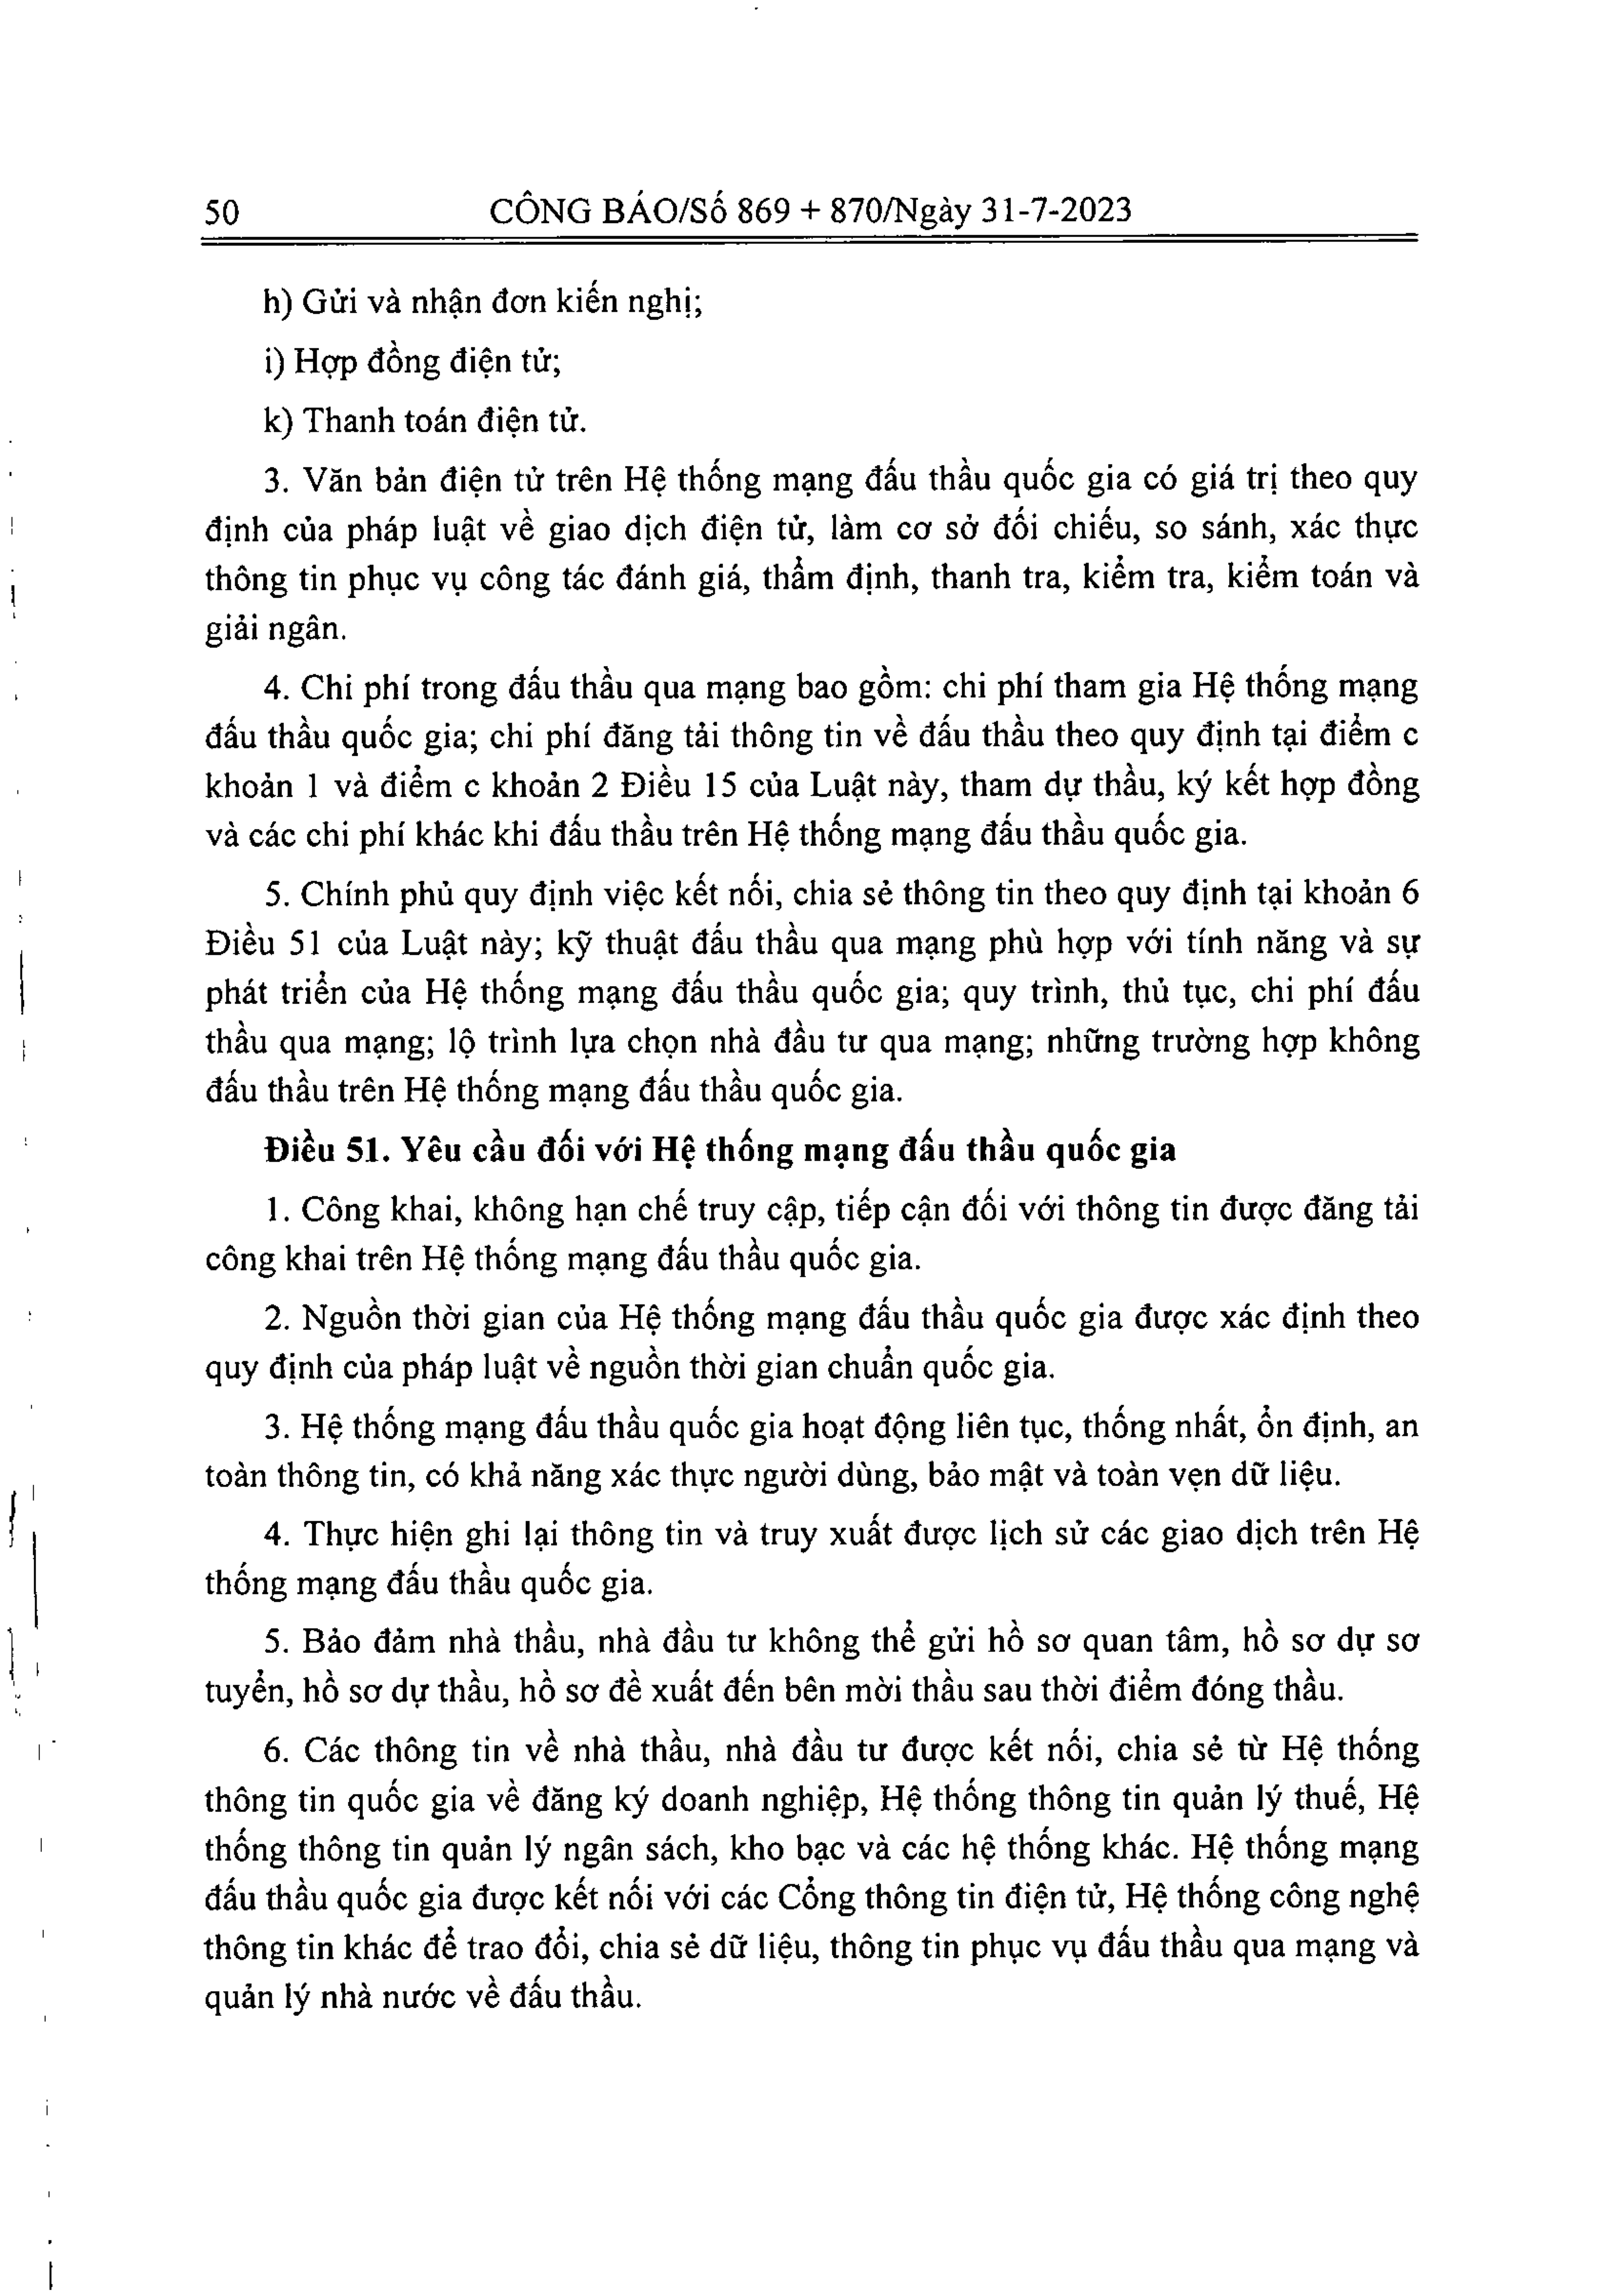 50 CÔNG BÁO/Số 869 + 870/Ngày 31-7-2023
h) Gửi và nhận đơn kiến nghị;
i) Hợp đồng điện tử;
k) Thanh toán điện tử.
3. Văn bản điện tử trên Hệ thống mạng đấu thầu quốc gia có giá trị theo quy
định của pháp luật về giao dịch điện tử, làm cơ sở đối chiếu, so sánh, xác thực
thông tin phục vụ công tác đánh giá, thẩm định, thanh tra, kiểm tra, kiểm toán và
giải ngân.
4. Chi phí trong đấu thầu qua mạng bao gồm: chi phí tham gia Hệ thống mạng
đấu thầu quốc gia; chi phí đăng tải thông tin về đấu thầu theo quy định tại điểm c
khoản 1 và điểm c khoản 2 Điều 15 của Luật này, tham dự thầu, ký kết hợp đồng
và các chi phí khác khi đấu thầu trên Hệ thống mạng đấu thầu quốc gia.
5. Chính phủ quy định việc kết nối, chia sẻ thông tin theo quy định tại khoản 6
Điều 51 của Luật này; kỹ thuật đấu thầu qua mạng phù hợp với tính năng và sự
phát triển của Hệ thống mạng đấu thầu quốc gia; quy trình, thủ tục, chi phí đấu
thầu qua mạng; lộ trình lựa chọn nhà đầu tư qua mạng; những trường hợp không
đấu thầu trên Hệ thống mạng đấu thầu quốc gia.
Điều 51. Yêu cầu đối với Hệ thống mạng đấu thầu quốc gia
1. Công khai, không hạn chế truy cập, tiếp cận đối với thông tin được đăng tải
công khai trên Hệ thống mạng đấu thầu quốc gia.
2. Nguồn thời gian của Hệ thống mạng đấu thầu quốc gia được xác định theo
quy định của pháp luật về nguồn thời gian chuẩn quốc gia.
3. Hệ thống mạng đấu thầu quốc gia hoạt động liên tục, thống nhất, ổn định, an
toàn thông tin, có khả năng xác thực người dùng, bảo mật và toàn vẹn dữ liệu.
4. Thực hiện ghi lại thông tin và truy xuất được lịch sử các giao dịch trên Hệ
thống mạng đấu thầu quốc gia.
5. Bảo đảm nhà thầu, nhà đầu tư không thể gửi hồ sơ quan tâm, hồ sơ dự sơ
tuyển, hồ sơ dự thầu, hồ sơ đề xuất đến bên mời thầu sau thời điểm đóng thầu.
6. Các thông tin về nhà thầu, nhà đầu tư được kết nối, chia sẻ từ Hệ thống
thông tin quốc gia về đăng ký doanh nghiệp, Hệ thống thông tin quản lý thuế, Hệ
thống thông tin quản lý ngân sách, kho bạc và các hệ thống khác. Hệ thống mạng
đấu thầu quốc gia được kết nối với các Cổng thông tin điện tử, Hệ thống công nghệ
thông tin khác để trao đổi, chia sẻ dữ liệu, thông tin phục vụ đấu thầu qua mạng và
quản lý nhà nước về đấu thầu.